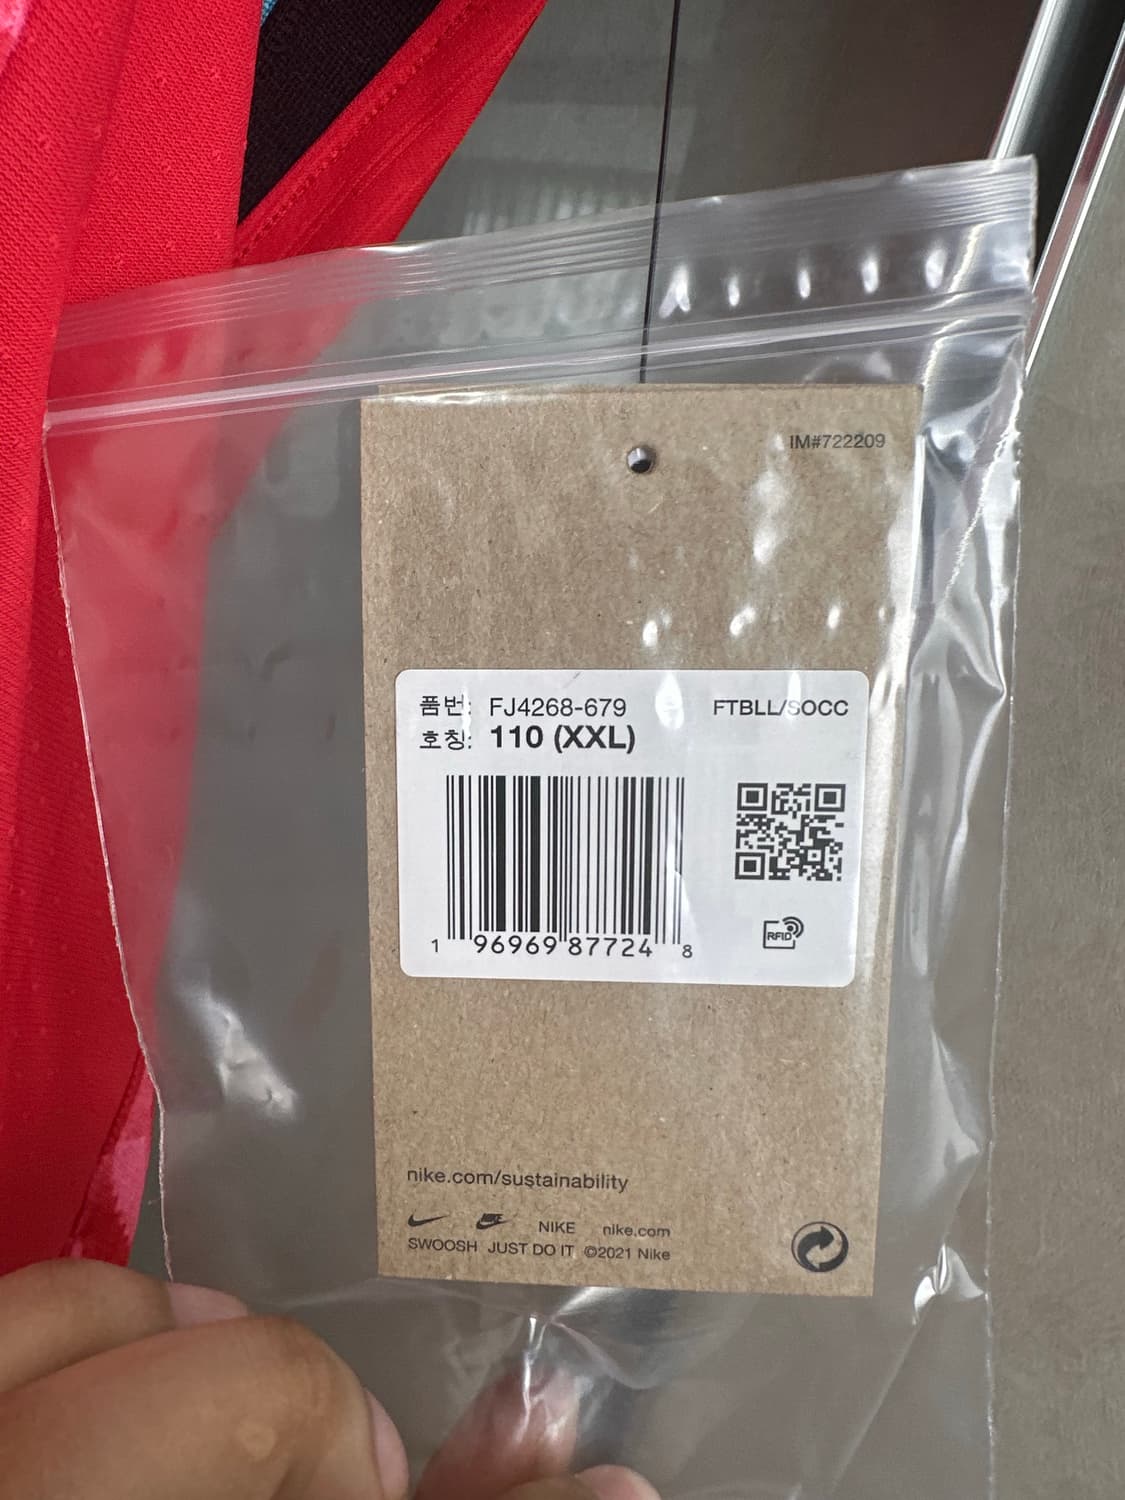 IM#722209
품번: FJ4268-679 FTBLL/SOCC
호칭: 110 (XXL)
1 96969 87724 8
RFID
nike.com/sustainability
NIKE nike.com
SWOOSH JUST DO IT ©2021 Nike